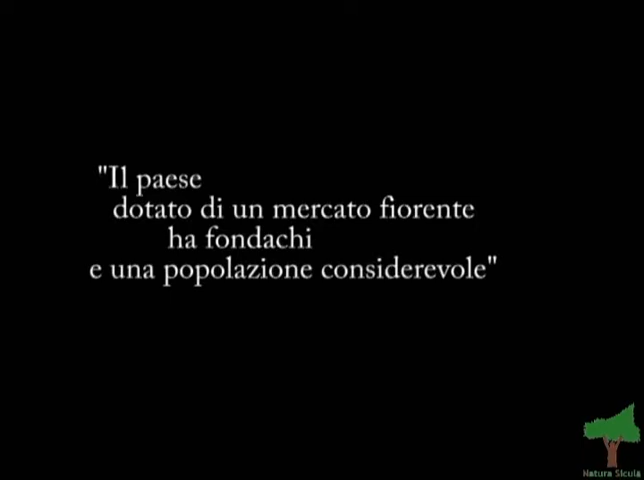 "Il paese
dotato di un mercato fiorente
ha fondachi
e una popolazione considerevole"
Natura Sicula